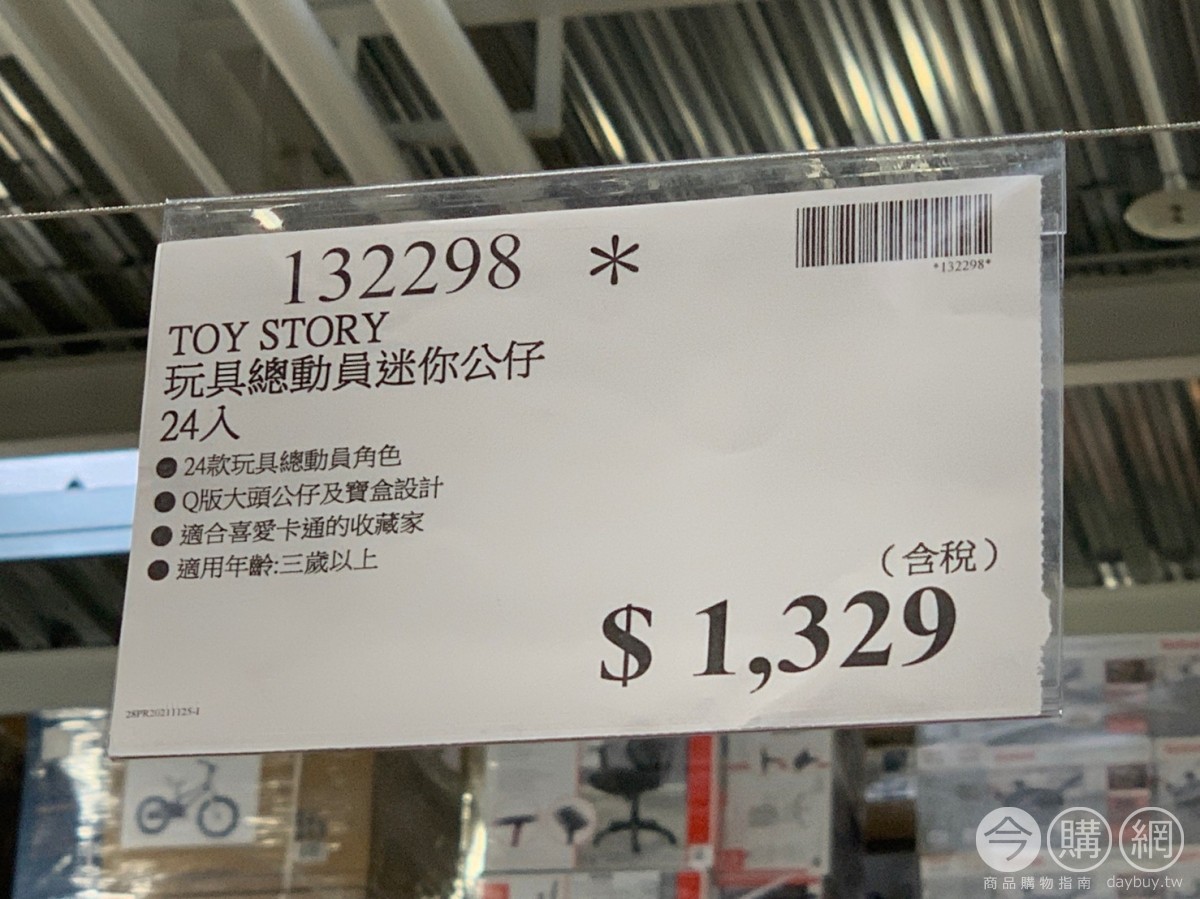 132298 *
*132298*
TOY STORY
玩具總動員迷你公仔
24入
● 24款玩具總動員角色
● Q版大頭公仔及寶盒設計
● 適合喜愛卡通的收藏家
● 適用年齡:三歲以上
（含稅）
$ 1,329
28PR20211125-1
今購網
商品購物指南 daybuy.tw